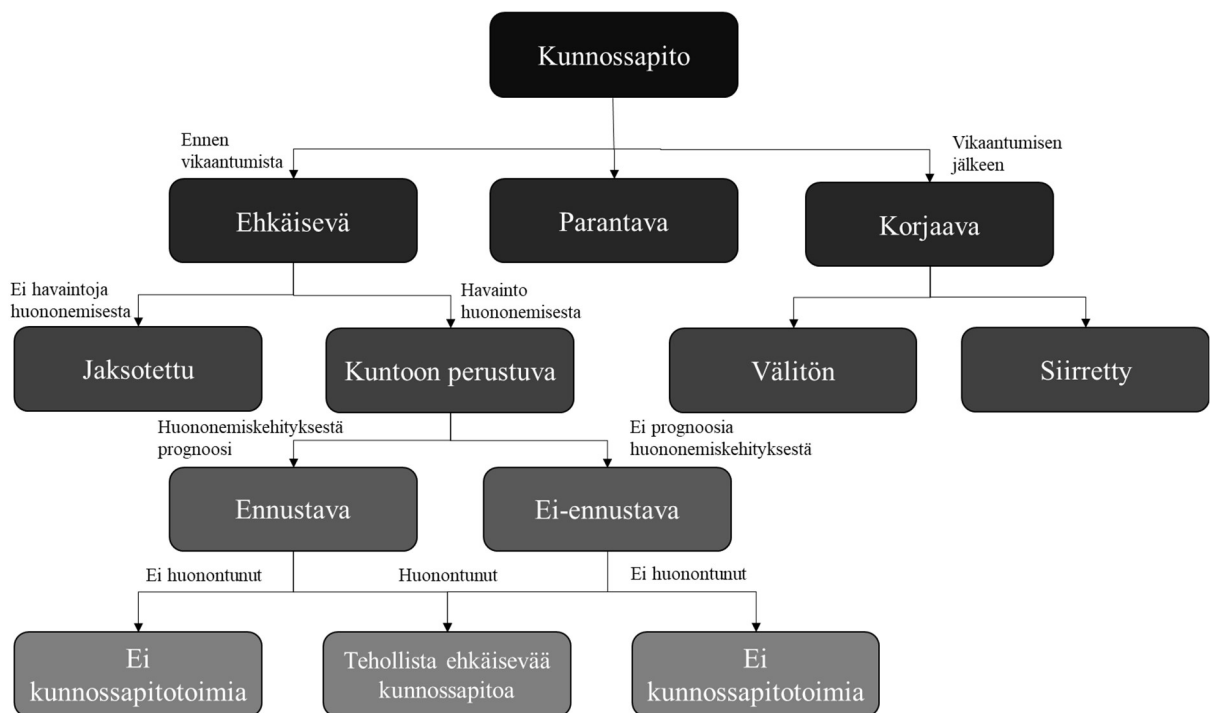 Kunnossapito
Ennen
vikaantumista
Vikaantumisen
jälkeen
Ehkäisevä
Parantava
Korjaava
Ei havaintoja
huononemisesta
Havainto
huononemisesta
Jaksotettu
Kuntoon perustuva
Välitön
Siirretty
Huononemiskehityksestä
prognoosi
Ei prognoosia
huononemiskehityksestä
Ennustava
Ei-ennustava
Ei huonontunut
Huonontunut
Ei huonontunut
Ei
kunnossapitotoimia
Tehollista ehkäisevää
kunnossapitoa
Ei
kunnossapitotoimia